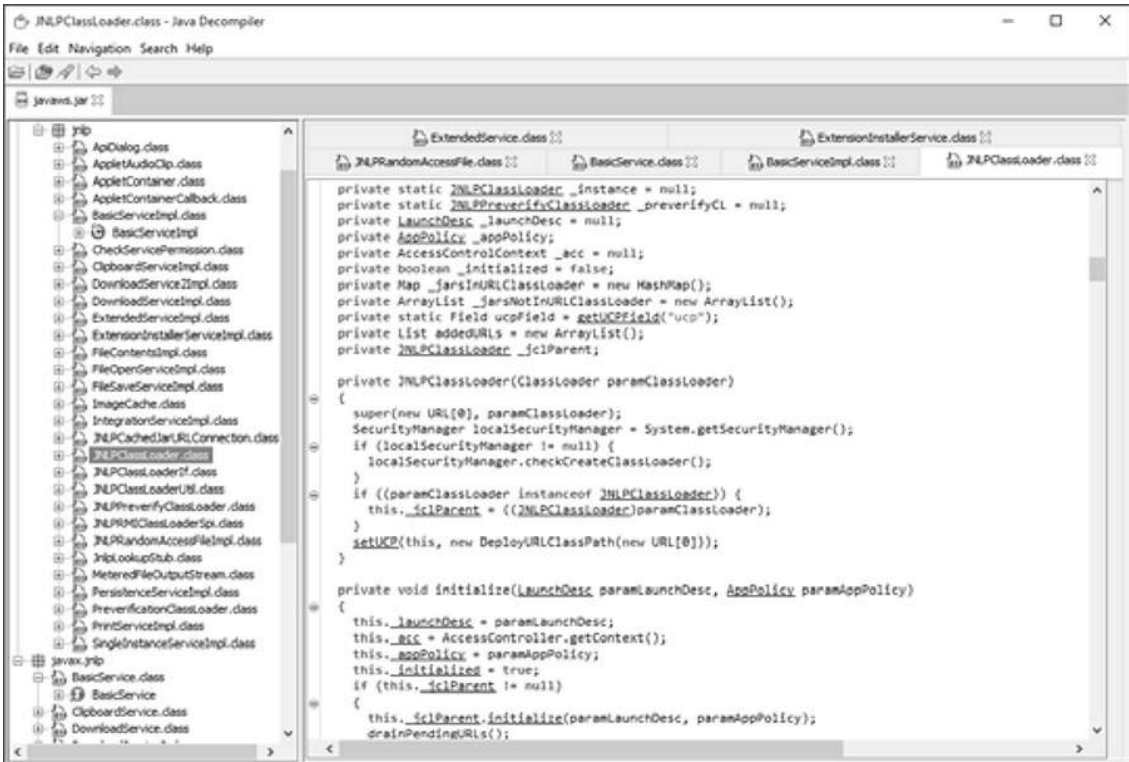 JNLPClassLoader.class - Java Decompiler
File Edit Navigation Search Help
javaws.jar
jnlp
ApiDialog.class
AppletAudioClip.class
AppletContainer.class
AppletContainerCallback.class
BasicServiceImpl.class
BasicServiceImpl
CheckServicePermission.class
ClipboardServiceImpl.class
DownloadService2Impl.class
DownloadServiceImpl.class
ExtendedServiceImpl.class
ExtensionInstallerServiceImpl.class
FileContentsImpl.class
FileOpenServiceImpl.class
FileSaveServiceImpl.class
ImageCache.class
IntegrationServiceImpl.class
JNLPCachedJarURLConnection.class
JNLPClassLoader.class
JNLPClassLoaderIf.class
JNLPClassLoaderUtil.class
JNLPPreverifyClassLoader.class
JNLPRMIClassLoaderSpi.class
JNLPRandomAccessFileImpl.class
JnlpLookupStub.class
MeteredFileOutputStream.class
PersistenceServiceImpl.class
PreverificationClassLoader.class
PrintServiceImpl.class
SingleInstanceServiceImpl.class
javax.jnlp
BasicService.class
BasicService
ClipboardService.class
DownloadService.class
ExtendedService.class ExtensionInstallerService.class
JNLPRandomAccessFile.class BasicService.class BasicServiceImpl.class JNLPClassLoader.class
private static JNLPClassLoader _instance = null;
private static JNLPPreverifyClassLoader _preverifyCL = null;
private LaunchDesc _launchDesc = null;
private AppPolicy _appPolicy;
private AccessControlContext _acc = null;
private boolean _initialized = false;
private Map _jarsInURLClassLoader = new HashMap();
private ArrayList _jarsNotInURLClassLoader = new ArrayList();
private static Field ucpField = getUCPField("ucp");
private List addedURLs = new ArrayList();
private JNLPClassLoader _jclParent;
private JNLPClassLoader(ClassLoader paramClassLoader)
{
super(new URL[0], paramClassLoader);
SecurityManager localSecurityManager = System.getSecurityManager();
if (localSecurityManager != null) {
localSecurityManager.checkCreateClassLoader();
}
if ((paramClassLoader instanceof JNLPClassLoader)) {
this._jclParent = ((JNLPClassLoader)paramClassLoader);
}
setUCP(this, new DeployURLClassPath(new URL[0]));
}
private void initialize(LaunchDesc paramLaunchDesc, AppPolicy paramAppPolicy)
{
this._launchDesc = paramLaunchDesc;
this._acc = AccessController.getContext();
this._appPolicy = paramAppPolicy;
this._initialized = true;
if (this._jclParent != null)
{
this._jclParent.initialize(paramLaunchDesc, paramAppPolicy);
drainPendingURLs();